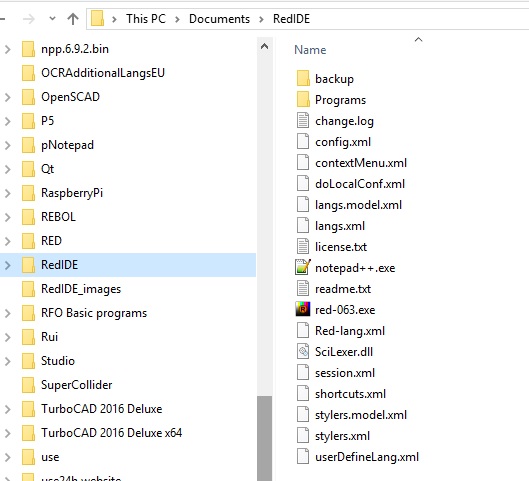 This PC > Documents > RedIDE
npp.6.9.2.bin
OCRAdditionalLangsEU
OpenSCAD
P5
pNotepad
Qt
RaspberryPi
REBOL
RED
RedIDE
RedIDE_images
RFO Basic programs
Rui
Studio
SuperCollider
TurboCAD 2016 Deluxe
TurboCAD 2016 Deluxe x64
use
use24h website
Name
backup
Programs
change.log
config.xml
contextMenu.xml
doLocalConf.xml
langs.model.xml
langs.xml
license.txt
notepad++.exe
readme.txt
red-063.exe
Red-lang.xml
SciLexer.dll
session.xml
shortcuts.xml
stylers.model.xml
stylers.xml
userDefineLang.xml